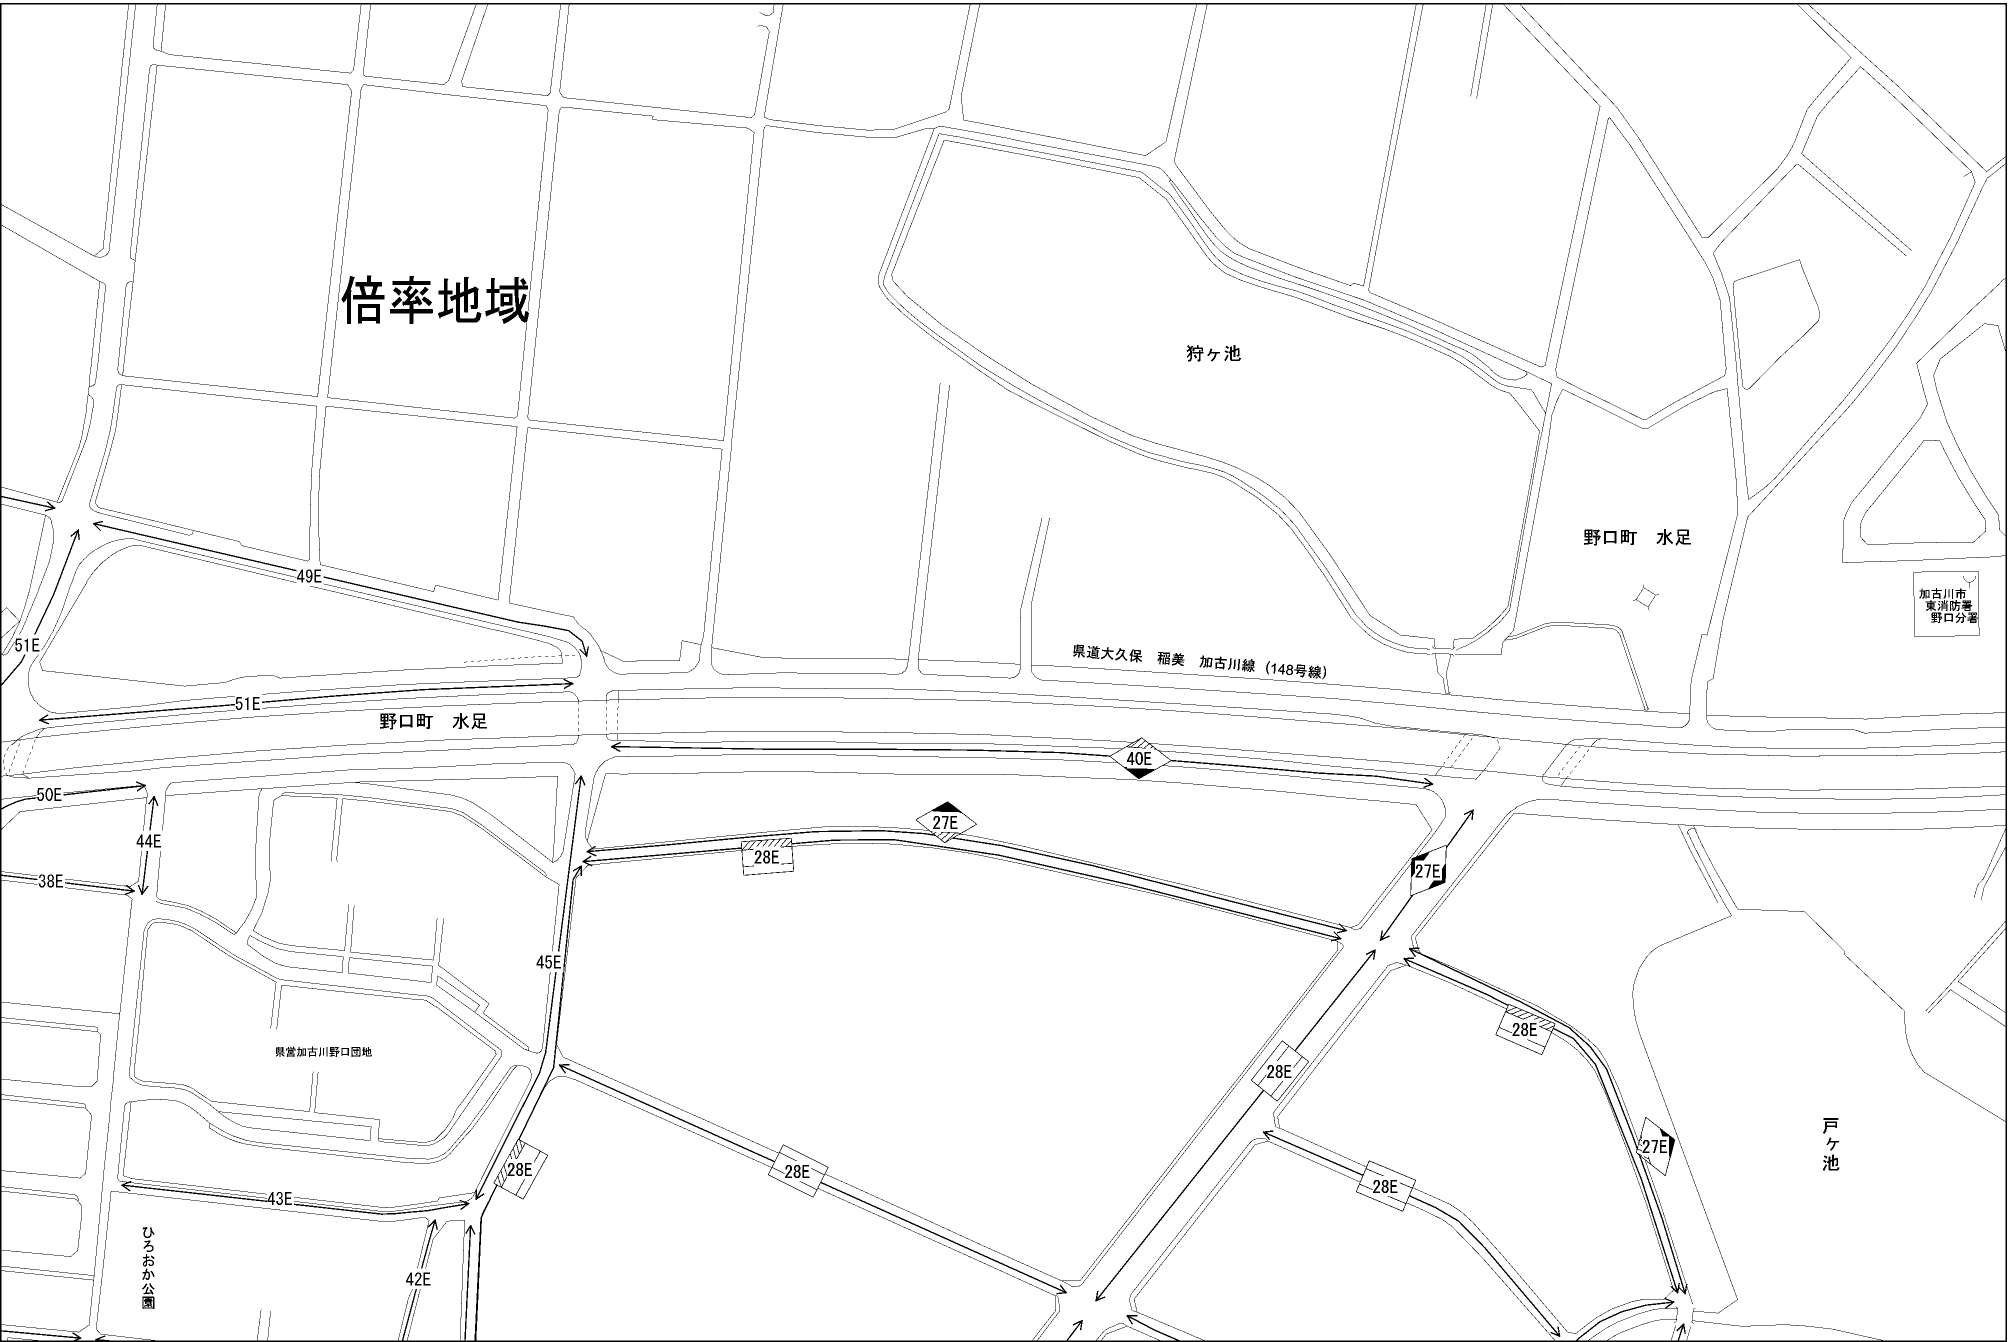 倍率地域
狩ヶ池
野口町　水足
加古川市
東消防署
野口分署
49E
51E
県道大久保　稲美　加古川線（148号線）
51E
野口町　水足
40E
50E
44E
27E
28E
27E
38E
45E
28E
県営加古川野口団地
28E
27E
戸ヶ池
28E
28E
28E
43E
ひろおか公園
42E